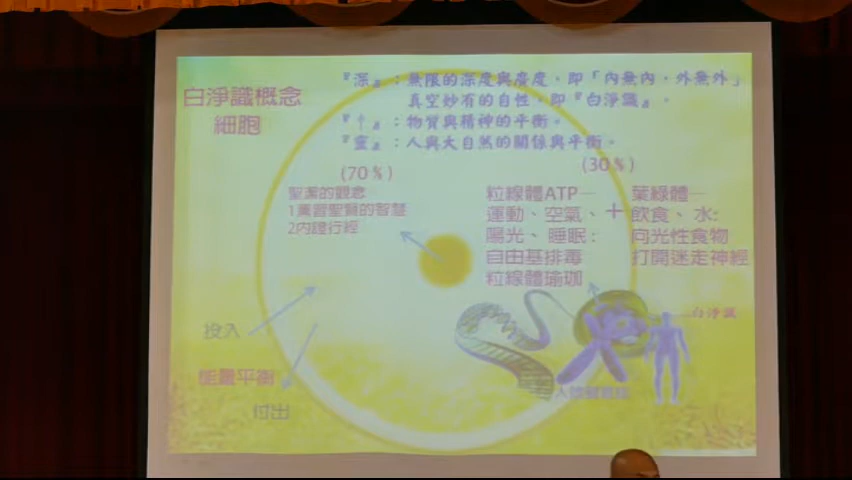 白淨識概念
細胞
『深』：無限的深度與廣度，即「內無內，外無外」
真空妙有的自性，即『白淨識』。
『个』：物質與精神的平衡。
『靈』：人與大自然的關係與平衡。
(70%)
聖潔的觀念
1薰習聖賢的智慧
2內證行經
(30%)
粒線體ATP—
運動、空氣、
陽光、睡眠：
自由基排毒
粒線體瑜珈
+
葉綠體—
飲食、水:
向光性食物
打開迷走神經
投入
能量平衡
付出
白淨識